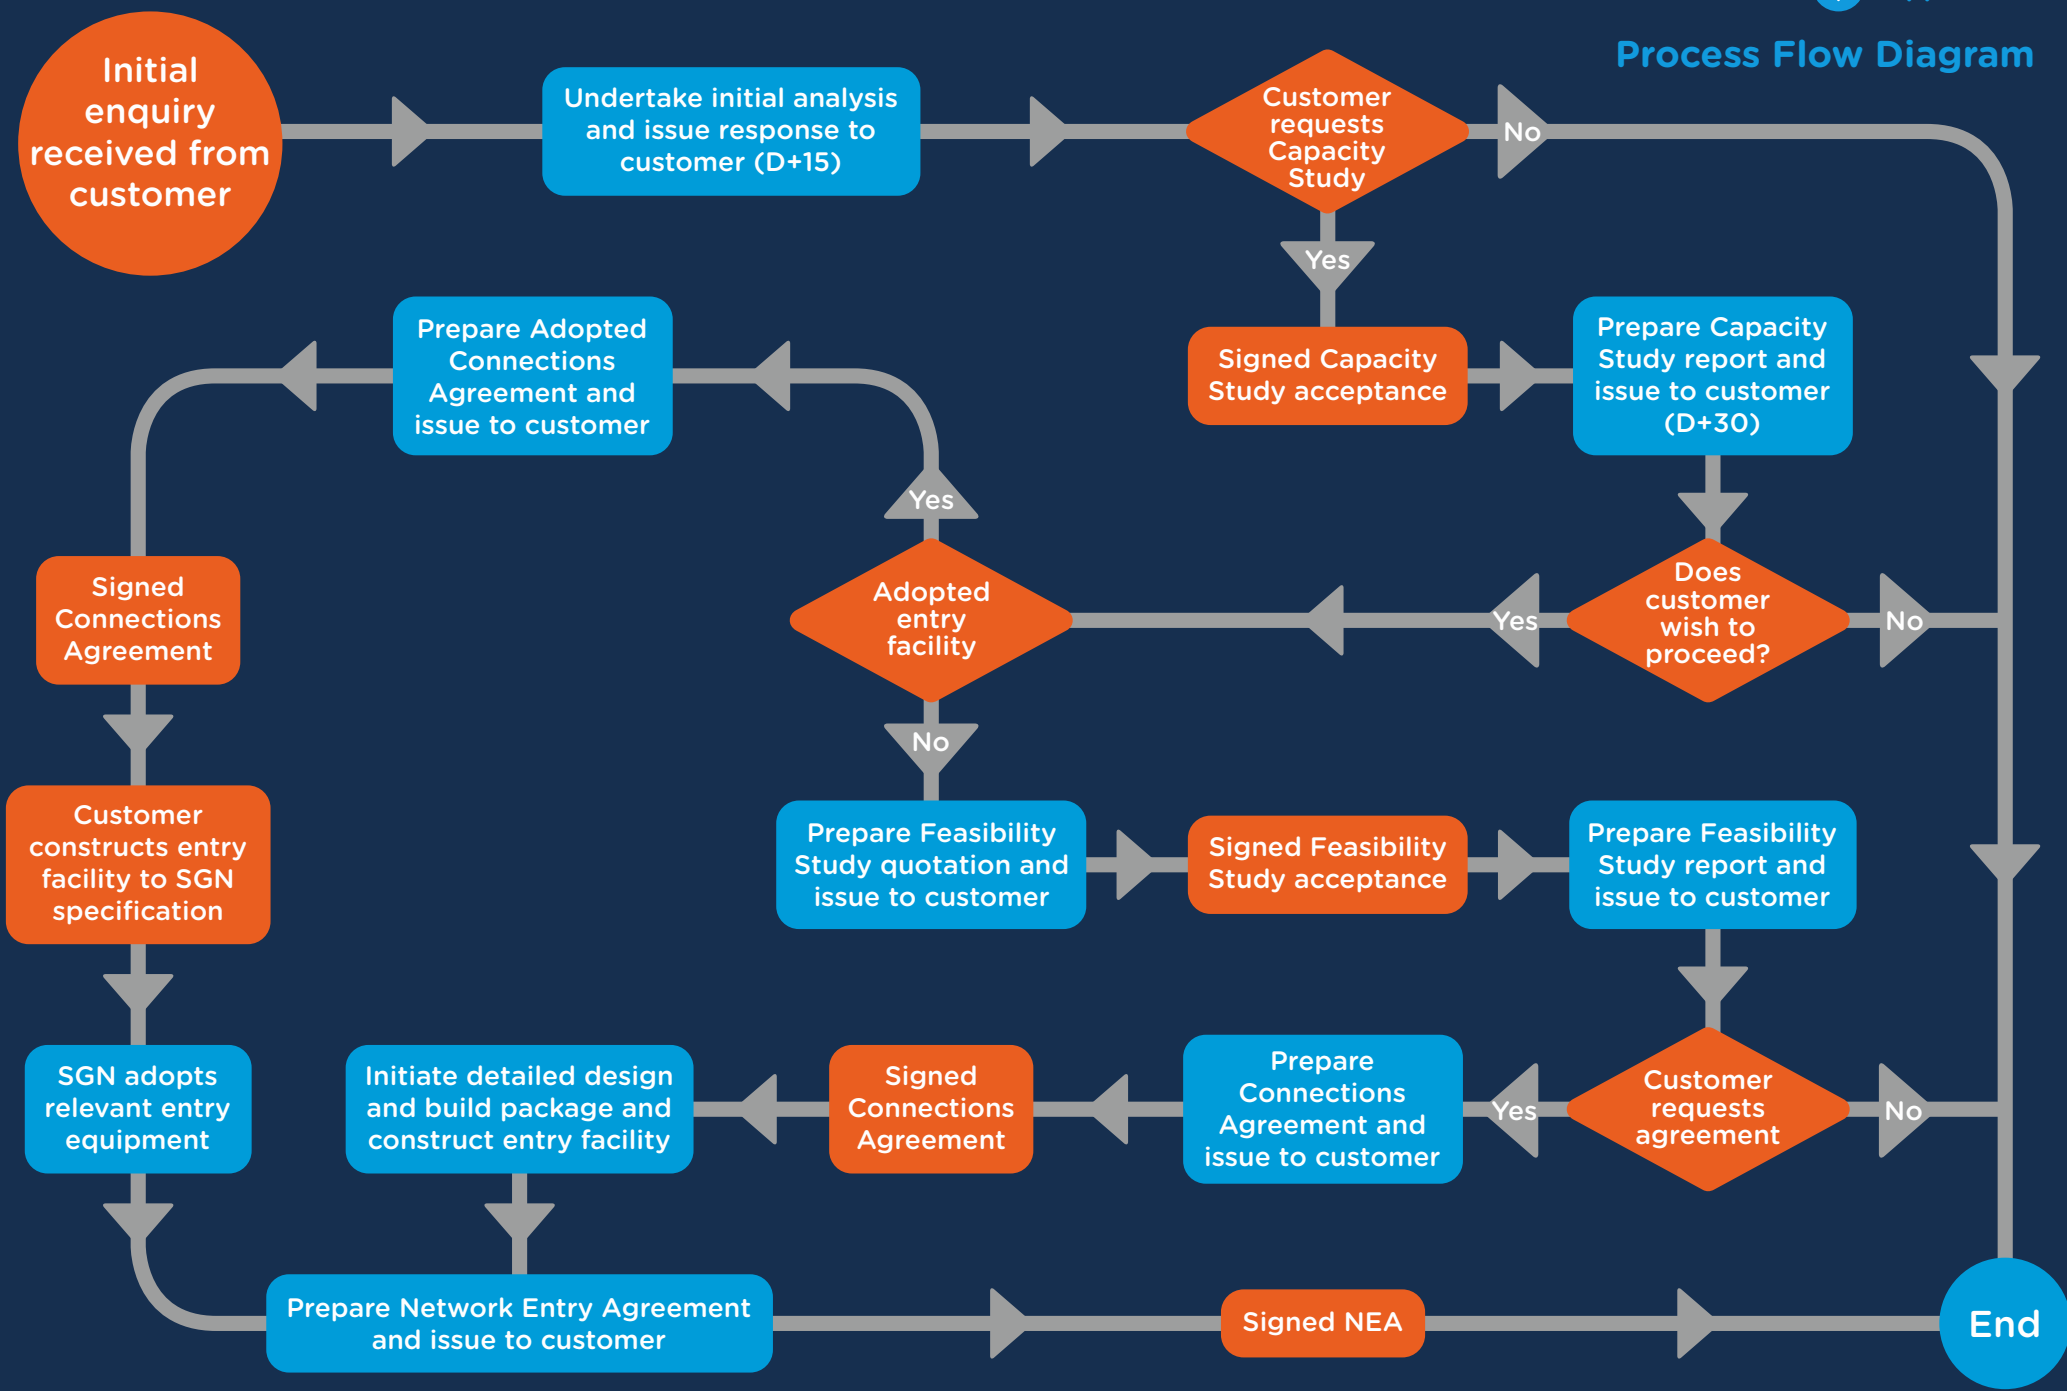 Process Flow Diagram
Initial
enquiry
received from
customer
Undertake initial analysis
and issue response to
customer (D+15)
Customer
requests
Capacity
Study
No
Yes
Signed Capacity
Study acceptance
Prepare Capacity
Study report and
issue to customer
(D+30)
Prepare Adopted
Connections
Agreement and
issue to customer
Yes
Adopted
entry
facility
Yes
Does
customer
wish to
proceed?
No
Signed
Connections
Agreement
No
Customer
constructs entry
facility to SGN
specification
Prepare Feasibility
Study quotation and
issue to customer
Signed Feasibility
Study acceptance
Prepare Feasibility
Study report and
issue to customer
SGN adopts
relevant entry
equipment
Initiate detailed design
and build package and
construct entry facility
Signed
Connections
Agreement
Prepare
Connections
Agreement and
issue to customer
Yes
Customer
requests
agreement
No
Prepare Network Entry Agreement
and issue to customer
Signed NEA
End